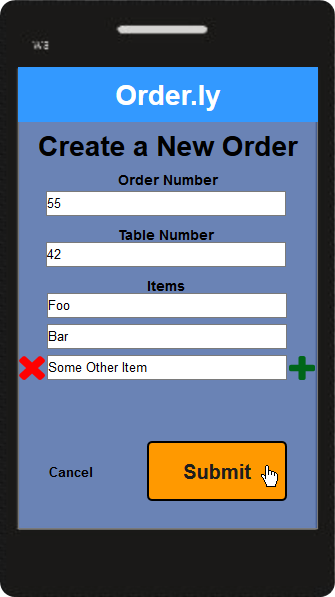 Order.ly
Create a New Order
Order Number
55
Table Number
42
Items
Foo
Bar
Some Other Item
Cancel
Submit